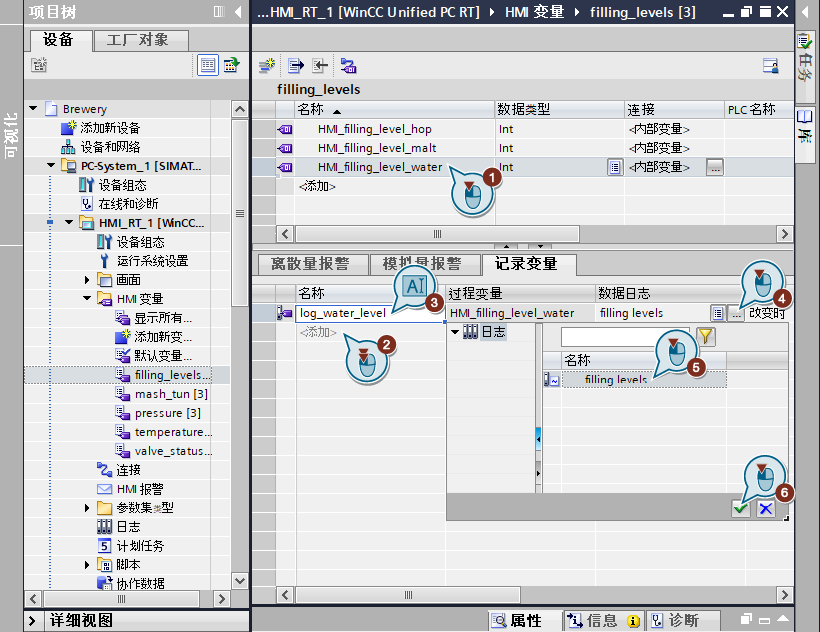 项目树
设备
工厂对象
可视化
Brewery
添加新设备
设备和网络
PC-System_1 [SIMAT...
设备组态
在线和诊断
HMI_RT_1 [WinCC...
设备组态
运行系统设置
画面
HMI 变量
显示所有...
添加新变...
默认变量...
filling_levels...
mash_tun [3]
pressure [3]
temperature...
valve_status...
连接
HMI 报警
参数集类型
日志
计划任务
脚本
协作数据
详细视图
...HMI_RT_1 [WinCC Unified PC RT] HMI 变量 filling_levels [3]
filling_levels
名称 数据类型 连接 PLC 名称
HMI_filling_level_hop Int <内部变量>
HMI_filling_level_malt Int <内部变量>
HMI_filling_level_water Int <内部变量> ...
<添加>
1
离散量报警 模拟量报警 记录变量
名称 过程变量 数据日志
log_water_level HMI_filling_level_water filling levels ... 改变时
<添加>
AI
3
4
2
日志
名称
filling levels
5
6
属性 信息 诊断
任务
库